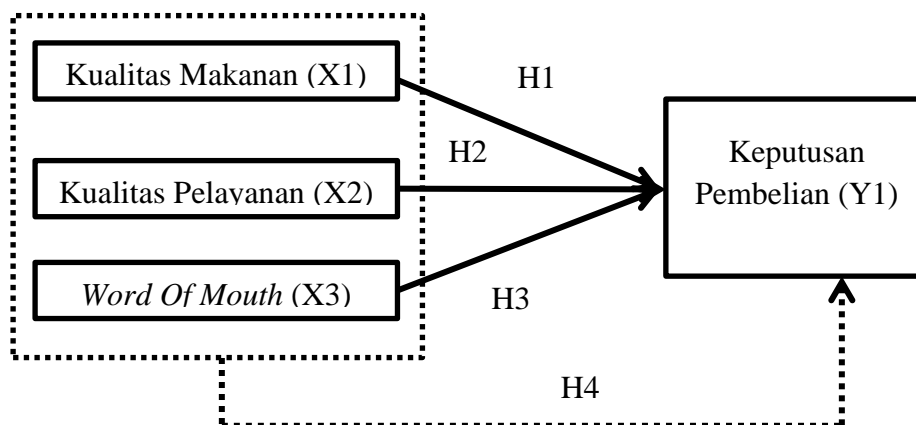 Kualitas Makanan (X1)
H1
H2
Keputusan
Pembelian (Y1)
Kualitas Pelayanan (X2)
Word Of Mouth (X3)
H3
H4